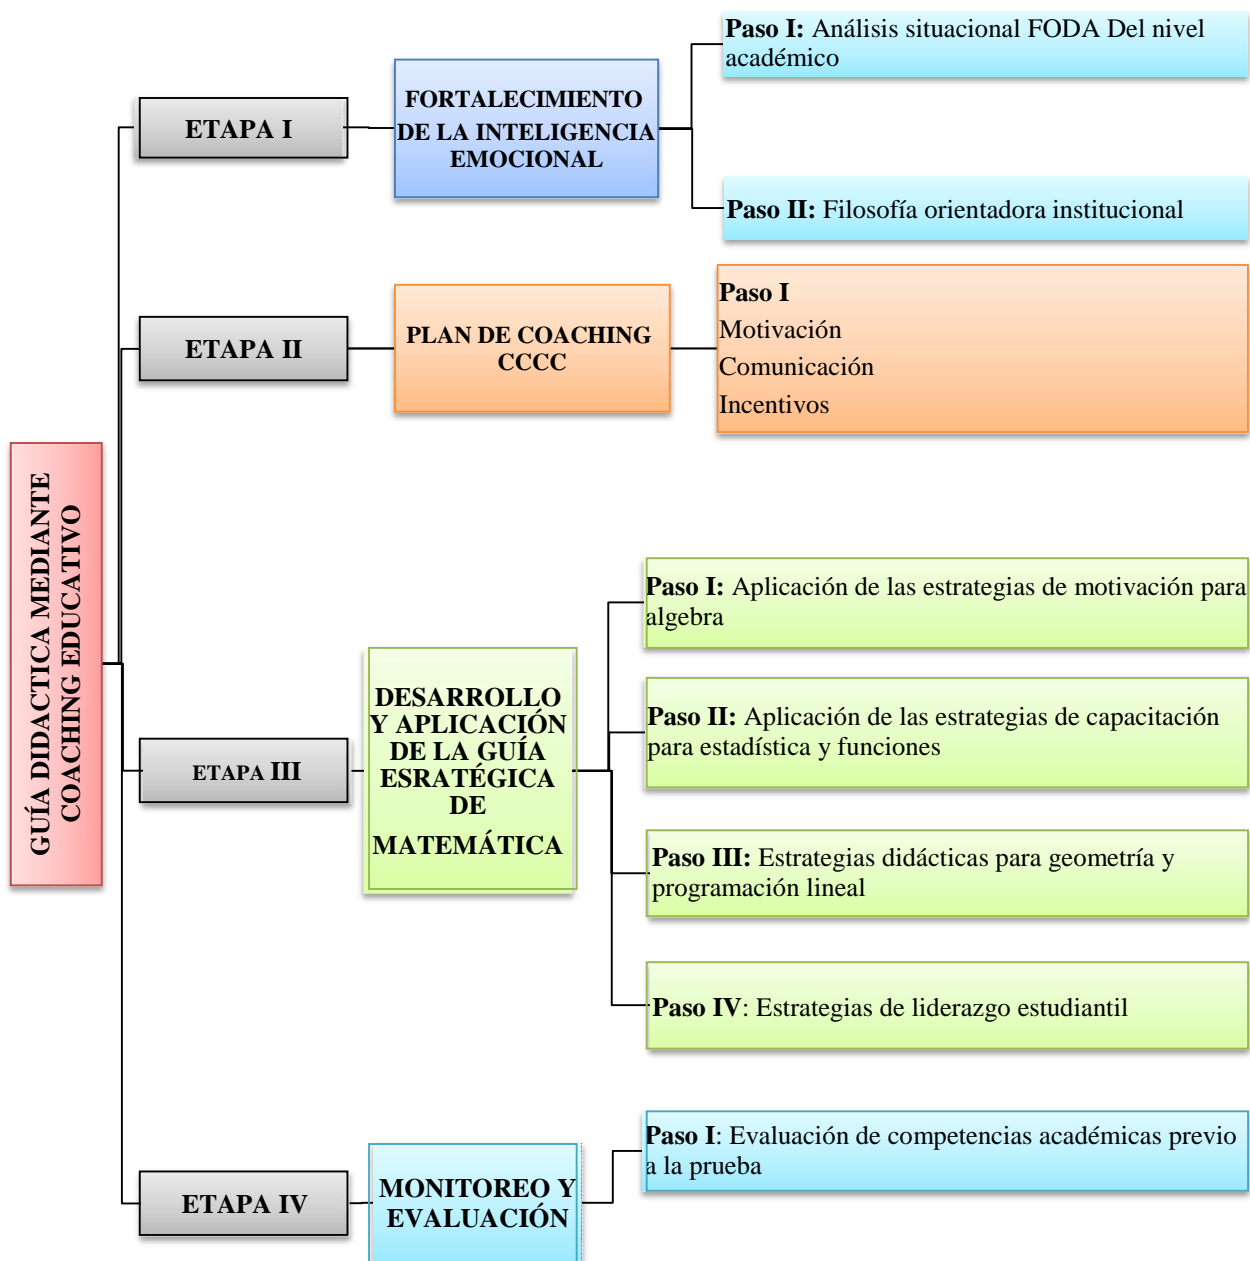 GUÍA DIDACTICA MEDIANTE
COACHING EDUCATIVO
ETAPA I
FORTALECIMIENTO
DE LA INTELIGENCIA
EMOCIONAL
Paso I: Análisis situacional FODA Del nivel
académico
Paso II: Filosofía orientadora institucional
ETAPA II
PLAN DE COACHING
CCCC
Paso I
Motivación
Comunicación
Incentivos
ETAPA III
DESARROLLO
Y APLICACIÓN
DE LA GUÍA
ESRATÉGICA
DE
MATEMÁTICA
Paso I: Aplicación de las estrategias de motivación para
algebra
Paso II: Aplicación de las estrategias de capacitación
para estadística y funciones
Paso III: Estrategias didácticas para geometría y
programación lineal
Paso IV: Estrategias de liderazgo estudiantil
ETAPA IV
MONITOREO Y
EVALUACIÓN
Paso I: Evaluación de competencias académicas previo
a la prueba